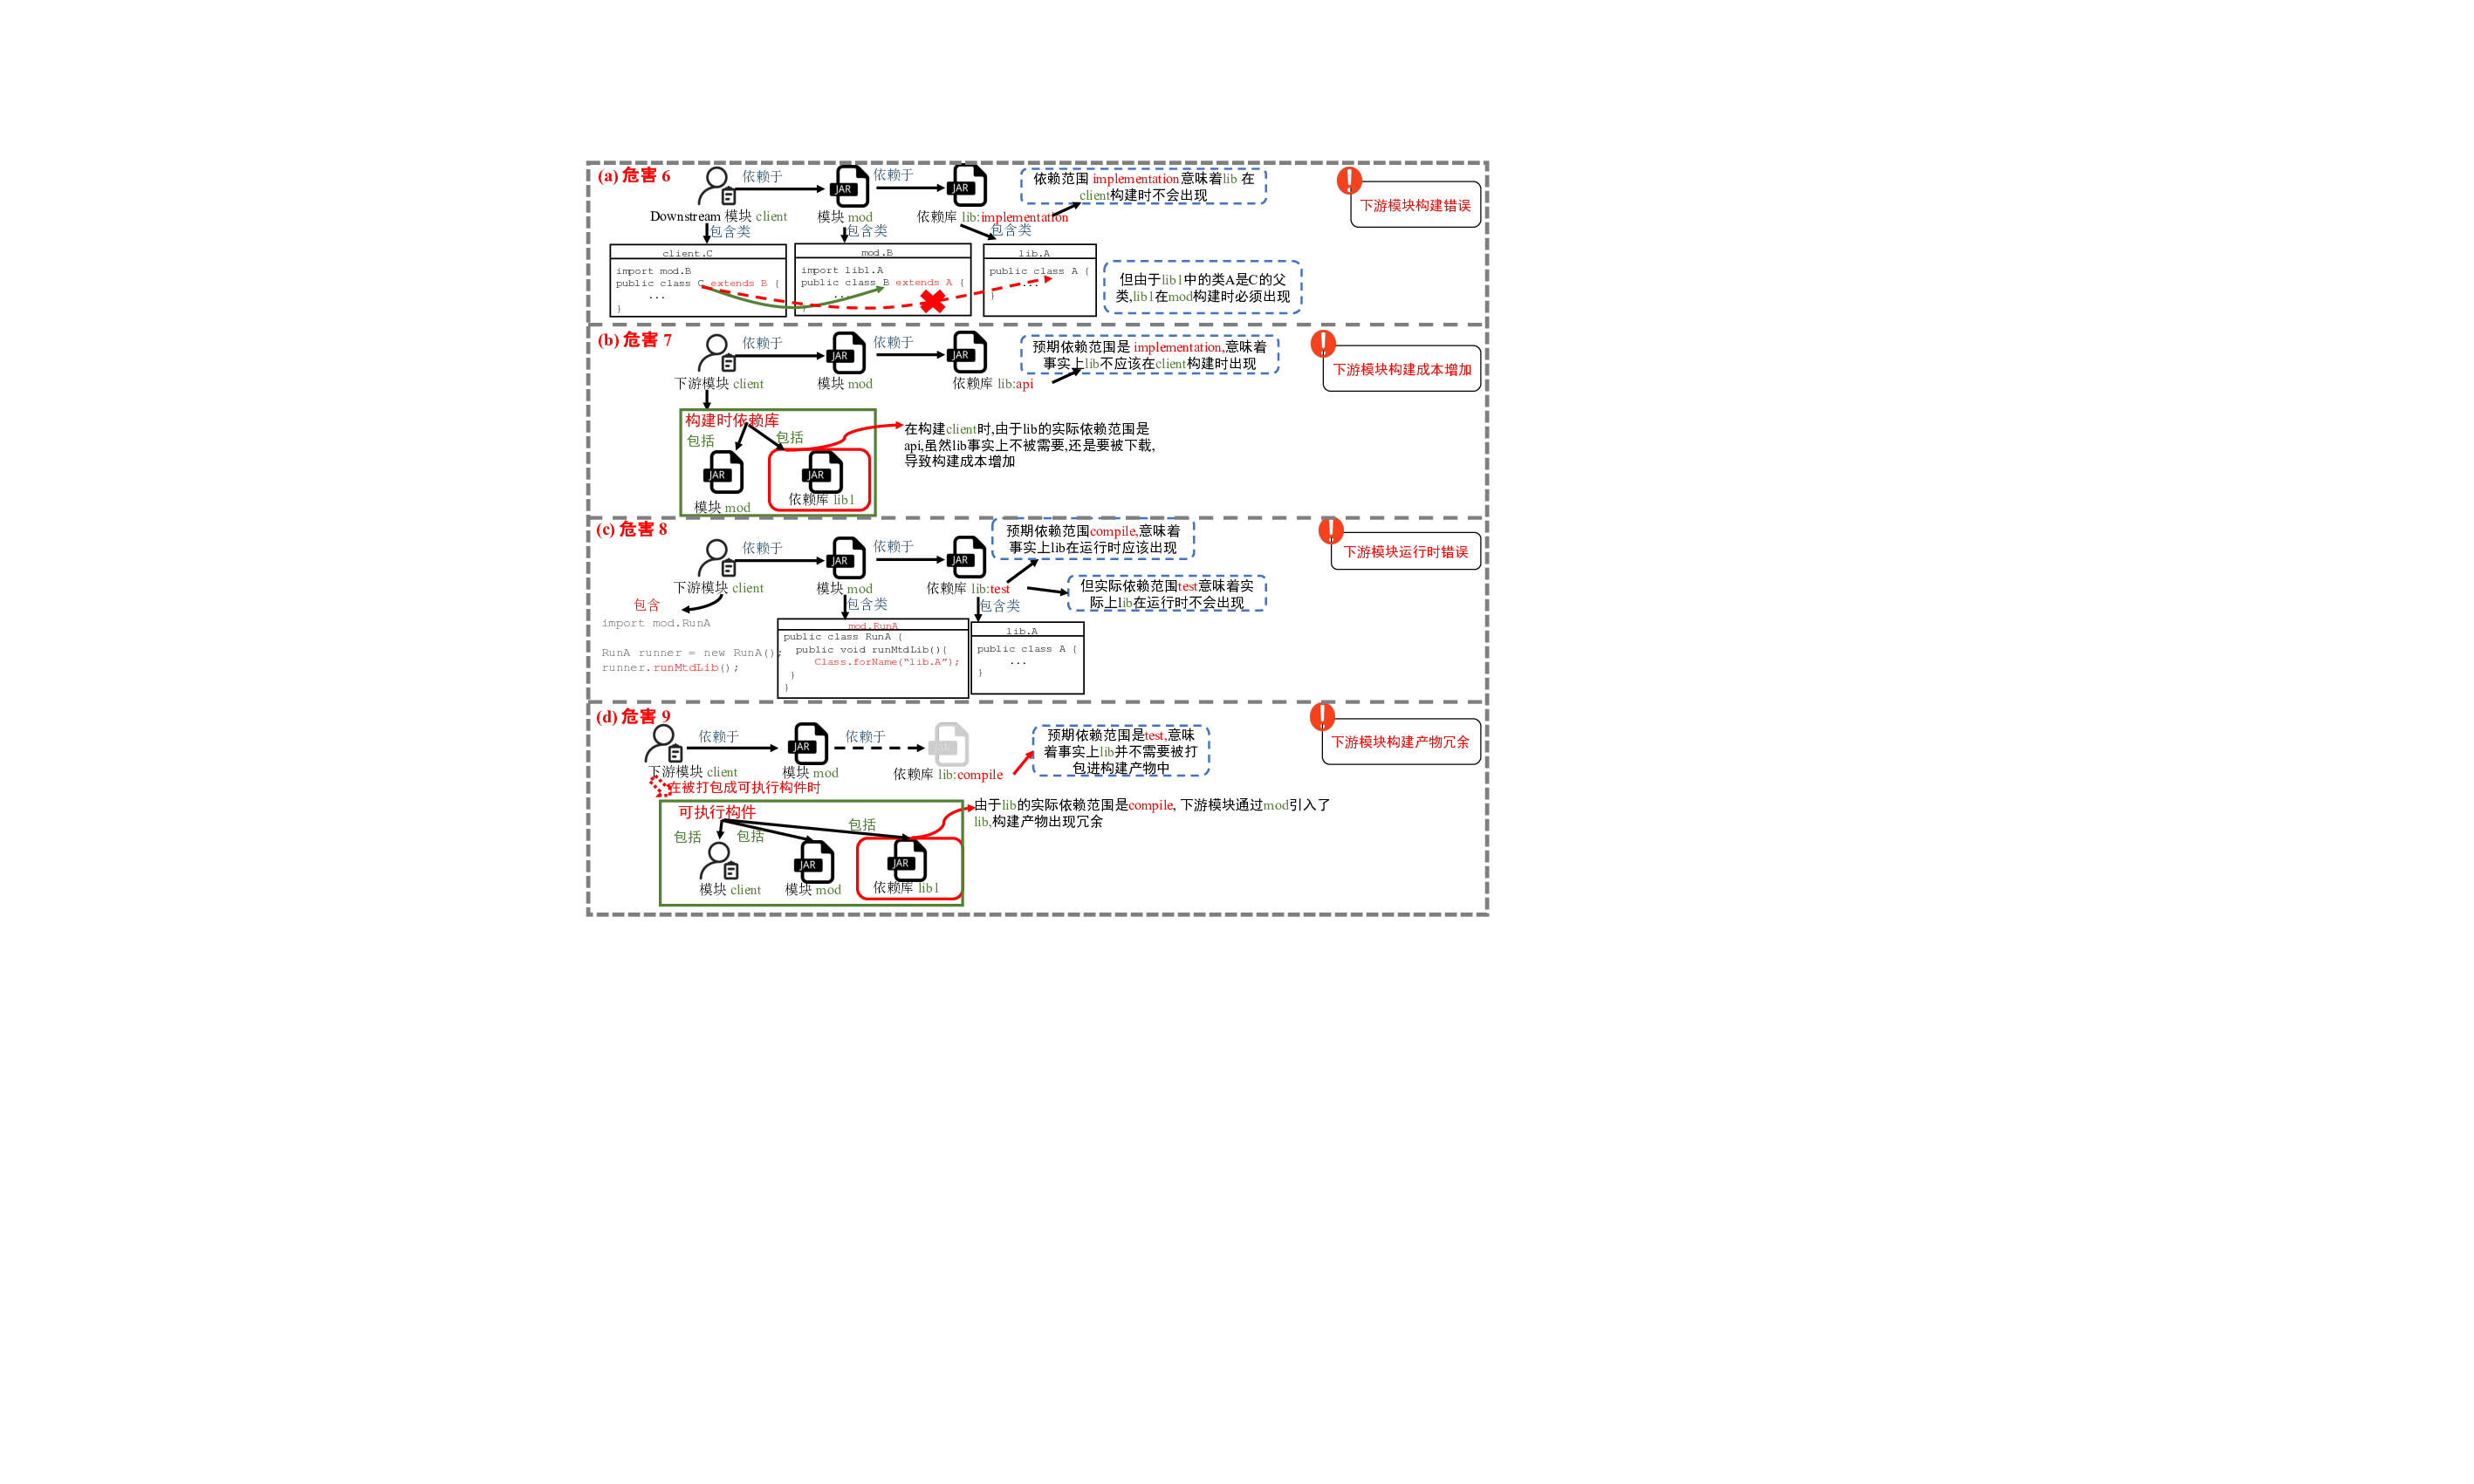 (a) 危害 6
依赖于
依赖于
JAR
JAR
依赖范围 implementation意味着lib 在
client构建时不会出现
下游模块构建错误
Downstream 模块 client
模块 mod
依赖库 lib:implementation
包含类
包含类
包含类
client.C
import mod.B
public class C extends B {
...
}
mod.B
import lib1.A
public class B extends A {
...
}
lib.A
public class A {
...
}
但由于lib1中的类A是C的父
类,lib1在mod构建时必须出现
(b) 危害 7
依赖于
依赖于
JAR
JAR
预期依赖范围是 implementation,意味着
事实上lib不应该在client构建时出现
下游模块构建成本增加
下游模块 client
模块 mod
依赖库 lib:api
构建时依赖库
包括
包括
JAR
JAR
模块 mod
依赖库 lib1
在构建client时,由于lib的实际依赖范围是
api,虽然lib事实上不被需要,还是要被下载,
导致构建成本增加
(c) 危害 8
依赖于
依赖于
JAR
JAR
预期依赖范围compile,意味着
事实上lib在运行时应该出现
下游模块运行时错误
下游模块 client
模块 mod
依赖库 lib:test
但实际依赖范围test意味着实
际上lib在运行时不会出现
包含
包含类
包含类
import mod.RunA
RunA runner = new RunA();
runner.runMtdLib();
mod.RunA
public class RunA {
public void runMtdLib(){
Class.forName(“lib.A”);
}
}
lib.A
public class A {
...
}
(d) 危害 9
依赖于
依赖于
JAR
JAR
预期依赖范围是test,意味
着事实上lib并不需要被打
包进构建产物中
下游模块构建产物冗余
下游模块 client
模块 mod
依赖库 lib:compile
在被打包成可执行构件时
可执行构件
包括
包括
包括
JAR
JAR
模块 client
模块 mod
依赖库 lib1
由于lib的实际依赖范围是compile, 下游模块通过mod引入了
lib,构建产物出现冗余